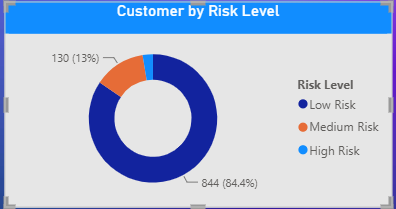 Customer by Risk Level
130 (13%)
844 (84.4%)
Risk Level
Low Risk
Medium Risk
High Risk